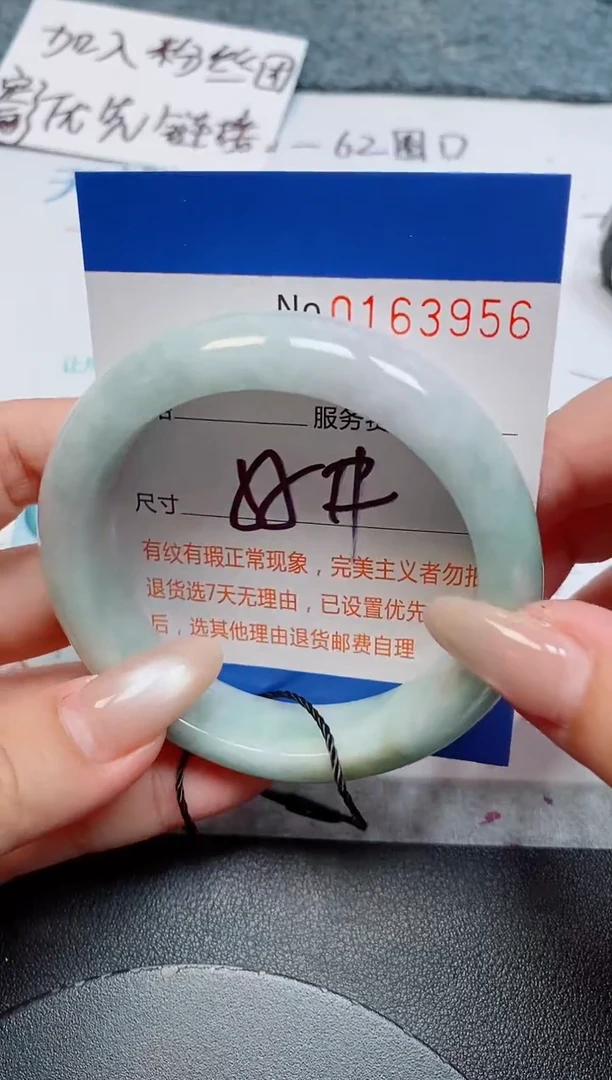 加入粉丝团
优先链接
62圈口
No 0163956
服务
尺寸
有纹有瑕正常现象，完美主义者勿拍
退货选7天无理由，已设置优先
后，选其他理由退货邮费自理